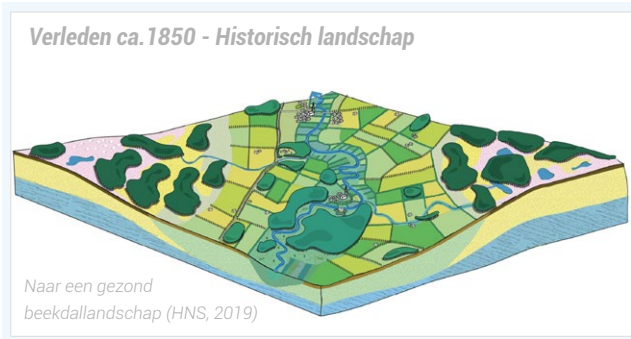 Verleden ca.1850 - Historisch landschap
Naar een gezond
beekdallandschap (HNS, 2019)